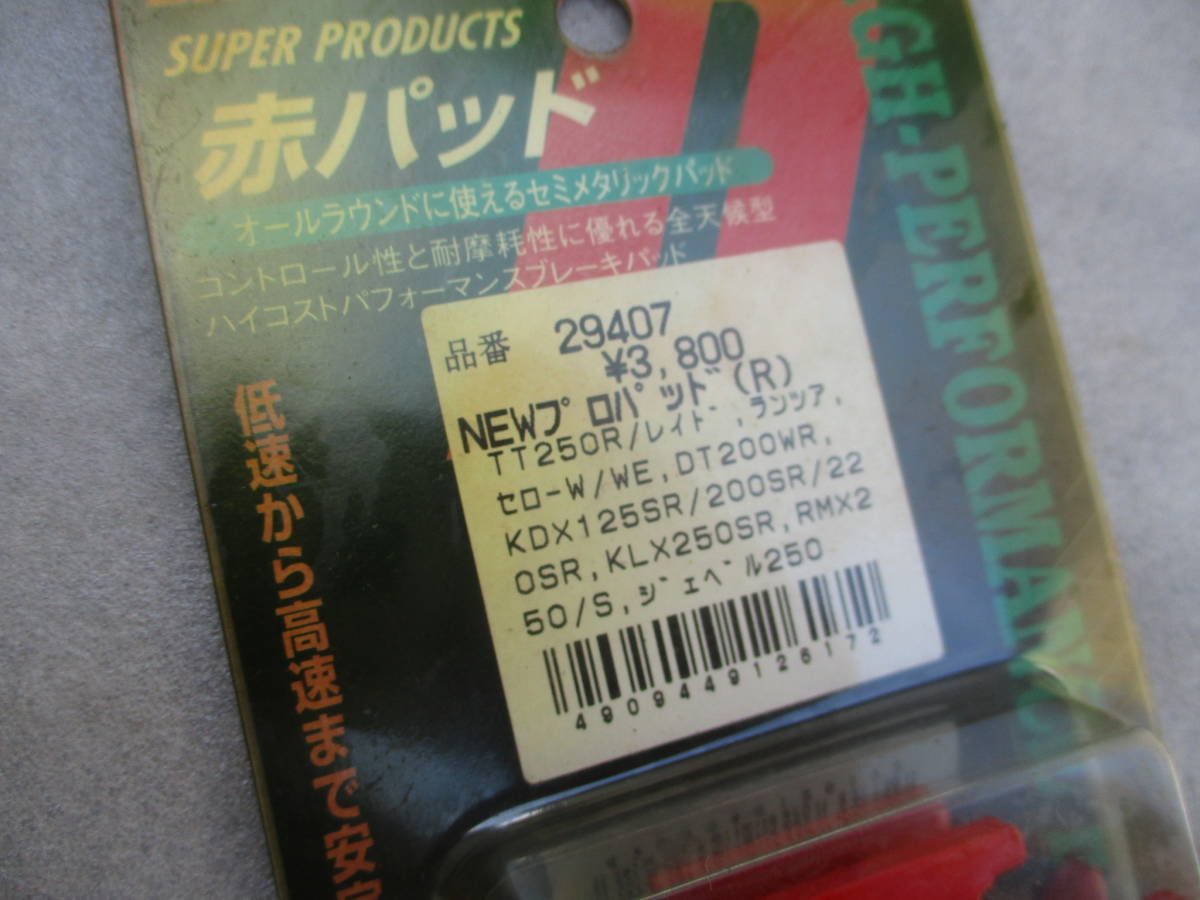 SUPER PRODUCTS
赤パッド
オールラウンドに使えるセミメタリックパッド
コントロール性と耐摩耗性に優れる全天候型
ハイコストパフォーマンスブレーキパッド
品番 29407
¥3,800
NEWプロパッド(R)
TT250R/レイド,ランツア,
セロ-W/WE,DT200WR,
KDX125SR/200SR/22
0SR,KLX250SR,RMX2
50/S,ジェベル250
4909449126172
低速から高速まで安
GH-PERFORMAN